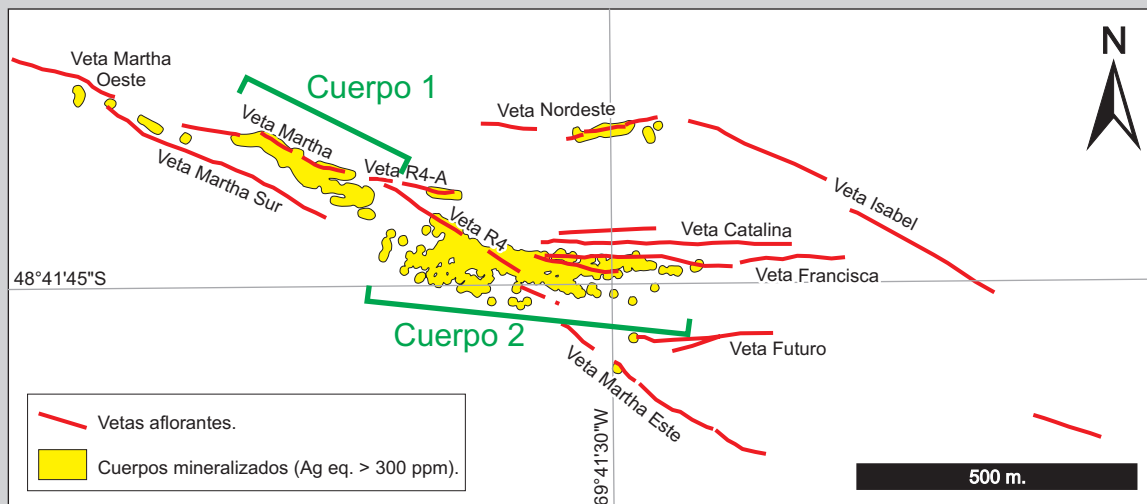 Veta Martha
Oeste
Cuerpo 1
N
Veta Nordeste
Veta Martha
Veta R4-A
Veta Martha Sur
Veta Isabel
Veta R4
Veta Catalina
48°41'45"S
Veta Francisca
Cuerpo 2
Veta Futuro
Veta Martha Este
69°41'30"W
Vetas aflorantes.
Cuerpos mineralizados (Ag eq. > 300 ppm).
500 m.